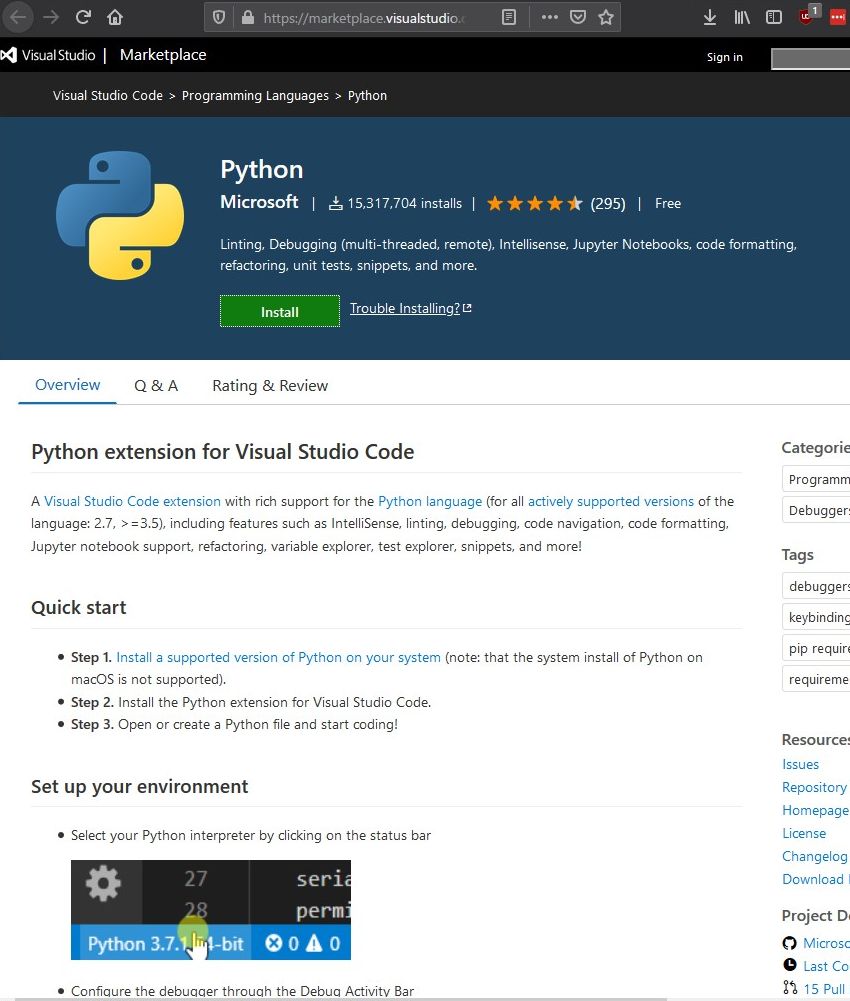 https://marketplace.visualstudio.
1
Visual Studio | Marketplace
Sign in
Visual Studio Code > Programming Languages > Python
Python
Microsoft | 15,317,704 installs | (295) | Free
Linting, Debugging (multi-threaded, remote), Intellisense, Jupyter Notebooks, code formatting,
refactoring, unit tests, snippets, and more.
Install
Trouble Installing?
Overview Q & A Rating & Review
Python extension for Visual Studio Code
A Visual Studio Code extension with rich support for the Python language (for all actively supported versions of the
language: 2.7, >=3.5), including features such as IntelliSense, linting, debugging, code navigation, code formatting,
Jupyter notebook support, refactoring, variable explorer, test explorer, snippets, and more!
Quick start
• Step 1. Install a supported version of Python on your system (note: that the system install of Python on
macOS is not supported).
• Step 2. Install the Python extension for Visual Studio Code.
• Step 3. Open or create a Python file and start coding!
Set up your environment
• Select your Python interpreter by clicking on the status bar
27 seria
28 permi
Python 3.7.1 4-bit 0 0
• Configure the debugger through the Debug Activity Bar
Categorie
Programm
Debuggers
Tags
debuggers
keybinding
pip require
requireme
Resources
Issues
Repository
Homepage
License
Changelog
Download
Project De
Microso
Last Co
15 Pull